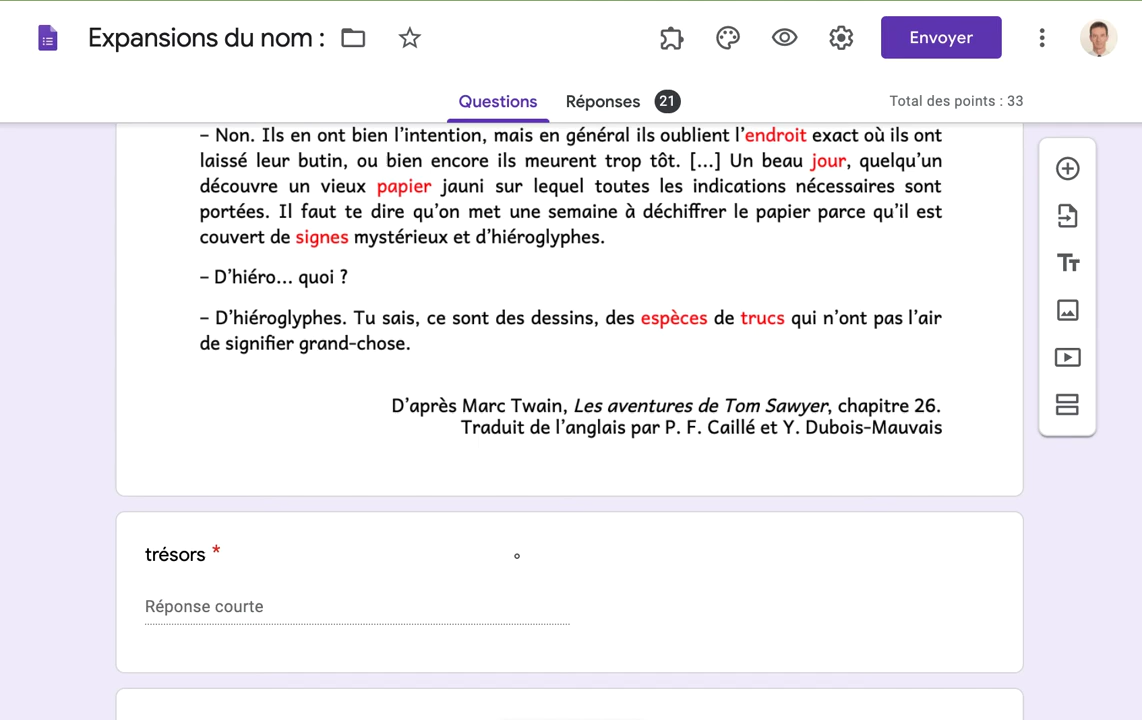 Expansions du nom :
Envoyer
Questions
Réponses 21
Total des points : 33
– Non. Ils en ont bien l’intention, mais en général ils oublient l’endroit exact où ils ont
laissé leur butin, ou bien encore ils meurent trop tôt. [...] Un beau jour, quelqu’un
découvre un vieux papier jauni sur lequel toutes les indications nécessaires sont
portées. Il faut te dire qu’on met une semaine à déchiffrer le papier parce qu’il est
couvert de signes mystérieux et d’hiéroglyphes.
– D’hiéro... quoi ?
– D’hiéroglyphes. Tu sais, ce sont des dessins, des espèces de trucs qui n’ont pas l’air
de signifier grand-chose.
D’après Marc Twain, Les aventures de Tom Sawyer, chapitre 26.
Traduit de l’anglais par P. F. Caillé et Y. Dubois-Mauvais
trésors *
Réponse courte
Tт